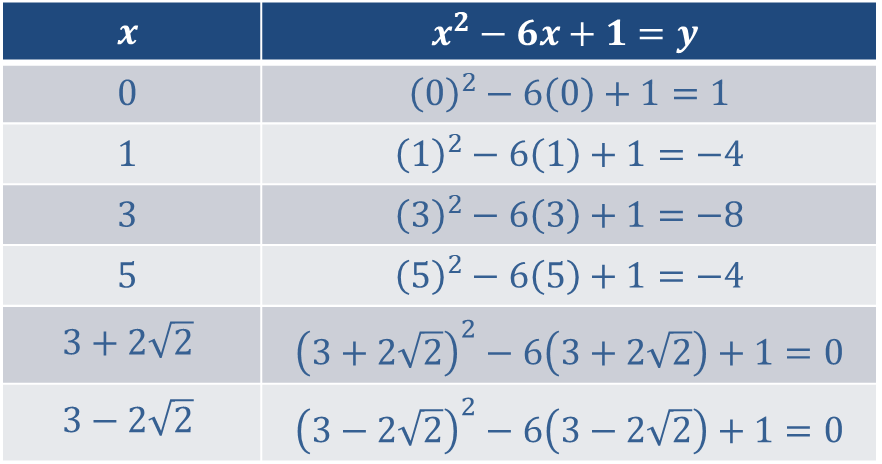 x x² − 6x + 1 = y
0 (0)² − 6(0) + 1 = 1
1 (1)² − 6(1) + 1 = −4
3 (3)² − 6(3) + 1 = −8
5 (5)² − 6(5) + 1 = −4
3 + 2√2 (3 + 2√2)² − 6(3 + 2√2) + 1 = 0
3 − 2√2 (3 − 2√2)² − 6(3 − 2√2) + 1 = 0